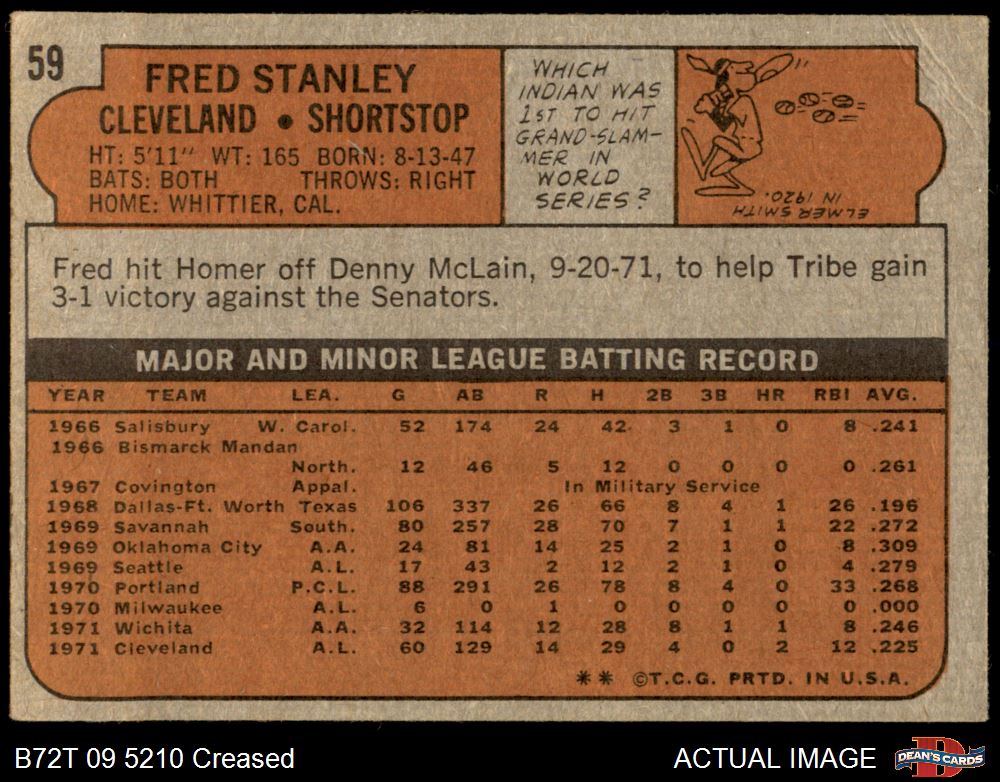 59
FRED STANLEY
CLEVELAND • SHORTSTOP
HT: 5'11" WT: 165 BORN: 8-13-47
BATS: BOTH THROWS: RIGHT
HOME: WHITTIER, CAL.
WHICH
INDIAN WAS
1ST TO HIT
GRAND-SLAM-
MER IN
WORLD
SERIES?
ELMER SMITH
IN 1920.
Fred hit Homer off Denny McLain, 9-20-71, to help Tribe gain
3-1 victory against the Senators.
MAJOR AND MINOR LEAGUE BATTING RECORD
YEAR TEAM LEA. G AB R H 2B 3B HR RBI AVG.
1966 Salisbury W. Carol. 52 174 24 42 3 1 0 8 .241
1966 Bismarck Mandan
North. 12 46 5 12 0 0 0 0 .261
1967 Covington Appal. In Military Service
1968 Dallas-Ft. Worth Texas 106 337 26 66 8 4 1 26 .196
1969 Savannah South. 80 257 28 70 7 1 1 22 .272
1969 Oklahoma City A.A. 24 81 14 25 2 1 0 8 .309
1969 Seattle A.L. 17 43 2 12 2 1 0 4 .279
1970 Portland P.C.L. 88 291 26 78 8 4 0 33 .268
1970 Milwaukee A.L. 6 0 1 0 0 0 0 0 .000
1971 Wichita A.A. 32 114 12 28 8 1 1 8 .246
1971 Cleveland A.L. 60 129 14 29 4 0 2 12 .225
** ©T.C.G. PRTD. IN U.S.A.
B72T 09 5210 Creased
ACTUAL IMAGE
D
DEAN'S CARDS